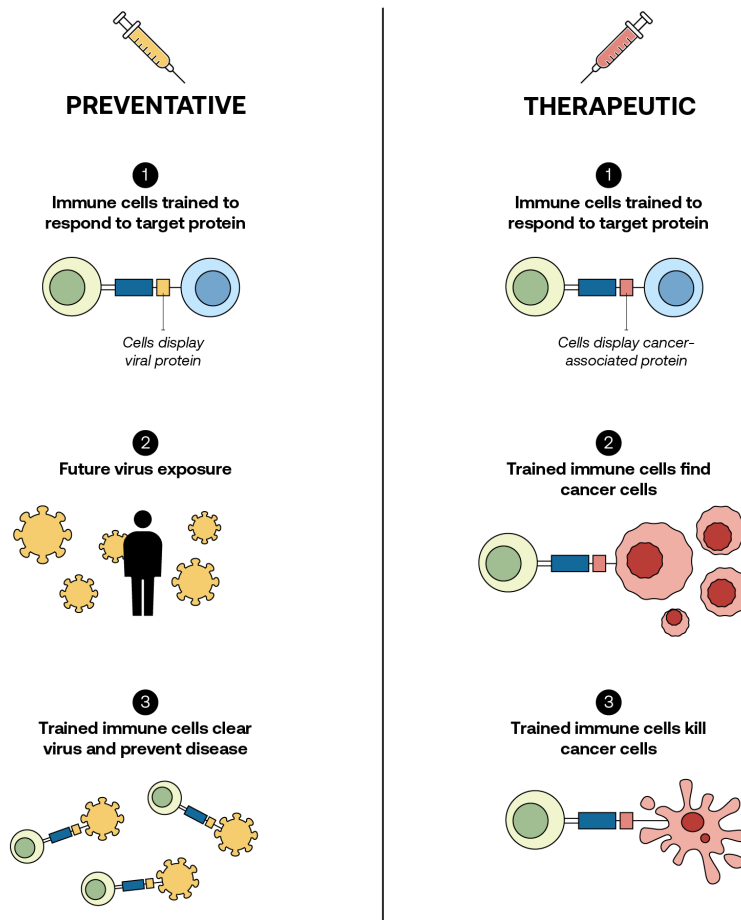 PREVENTATIVE
1
Immune cells trained to
respond to target protein
Cells display
viral protein
2
Future virus exposure
3
Trained immune cells clear
virus and prevent disease
THERAPEUTIC
1
Immune cells trained to
respond to target protein
Cells display cancer-
associated protein
2
Trained immune cells find
cancer cells
3
Trained immune cells kill
cancer cells